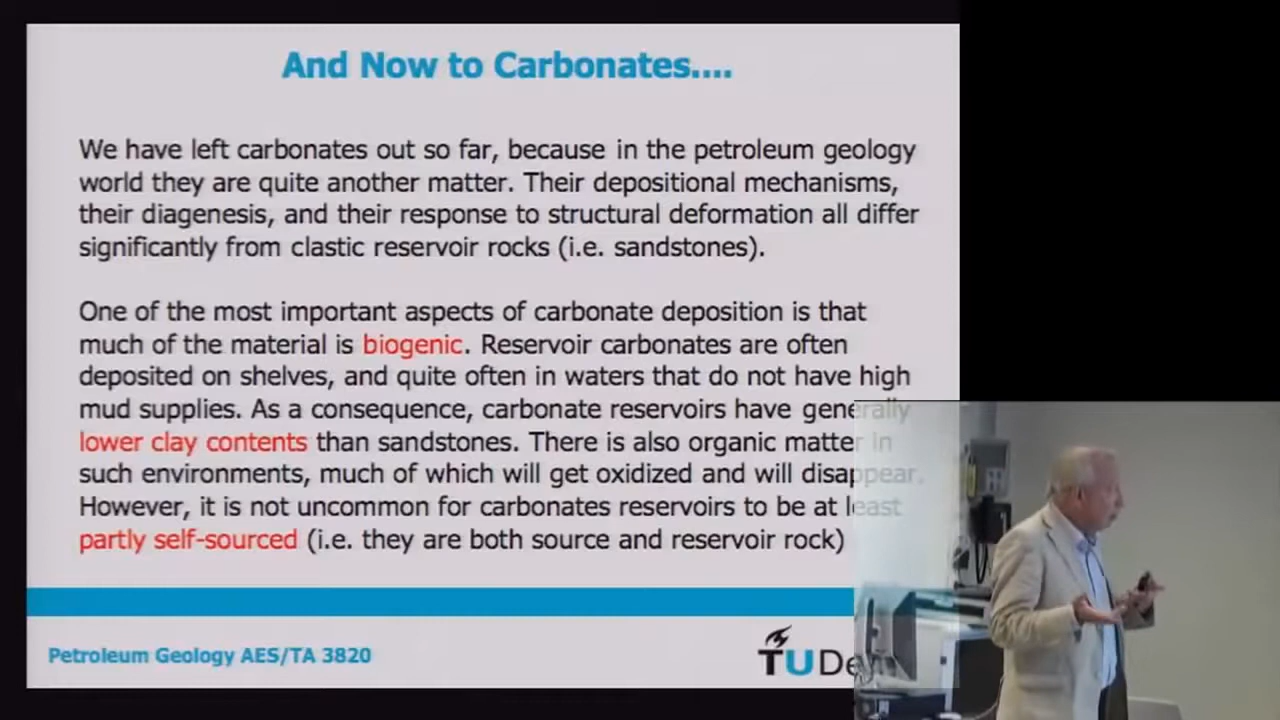 And Now to Carbonates....
We have left carbonates out so far, because in the petroleum geology
world they are quite another matter. Their depositional mechanisms,
their diagenesis, and their response to structural deformation all differ
significantly from clastic reservoir rocks (i.e. sandstones).
One of the most important aspects of carbonate deposition is that
much of the material is biogenic. Reservoir carbonates are often
deposited on shelves, and quite often in waters that do not have high
mud supplies. As a consequence, carbonate reservoirs have generally
lower clay contents than sandstones. There is also organic matter in
such environments, much of which will get oxidized and will disappear.
However, it is not uncommon for carbonates reservoirs to be at least
partly self-sourced (i.e. they are both source and reservoir rock)
Petroleum Geology AES/TA 3820
TU De